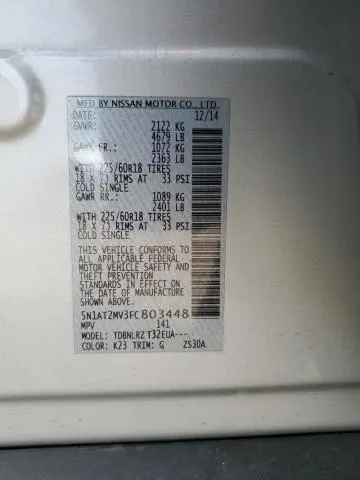 MFD BY NISSAN MOTOR CO., LTD.
DATE: 12/14
GVWR: 2122 KG
4679 LB
GAWR FR.: 1072 KG
2363 LB
WITH 225/60R18 TIRES
18 X 7J RIMS AT 33 PSI
COLD SINGLE
GAWR RR.: 1089 KG
2401 LB
WITH 225/60R18 TIRES
18 X 7J RIMS AT 33 PSI
COLD SINGLE
THIS VEHICLE CONFORMS TO
ALL APPLICABLE FEDERAL
MOTOR VEHICLE SAFETY
STANDARDS IN EFFECT ON
THE DATE OF MANUFACTURE
SHOWN ABOVE.
5N1AT2MV3FC803448
MPV 141
MODEL: TDBNLRZ T32EUA---
COLOR: K23 TRIM: G ZS30A